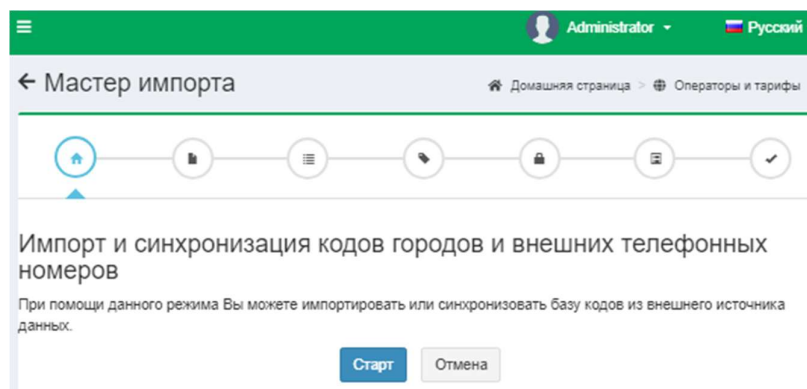 Administrator Русский
Мастер импорта Домашняя страница > Операторы и тарифы
Импорт и синхронизация кодов городов и внешних телефонных
номеров
При помощи данного режима Вы можете импортировать или синхронизовать базу кодов из внешнего источника
данных.
Старт Отмена